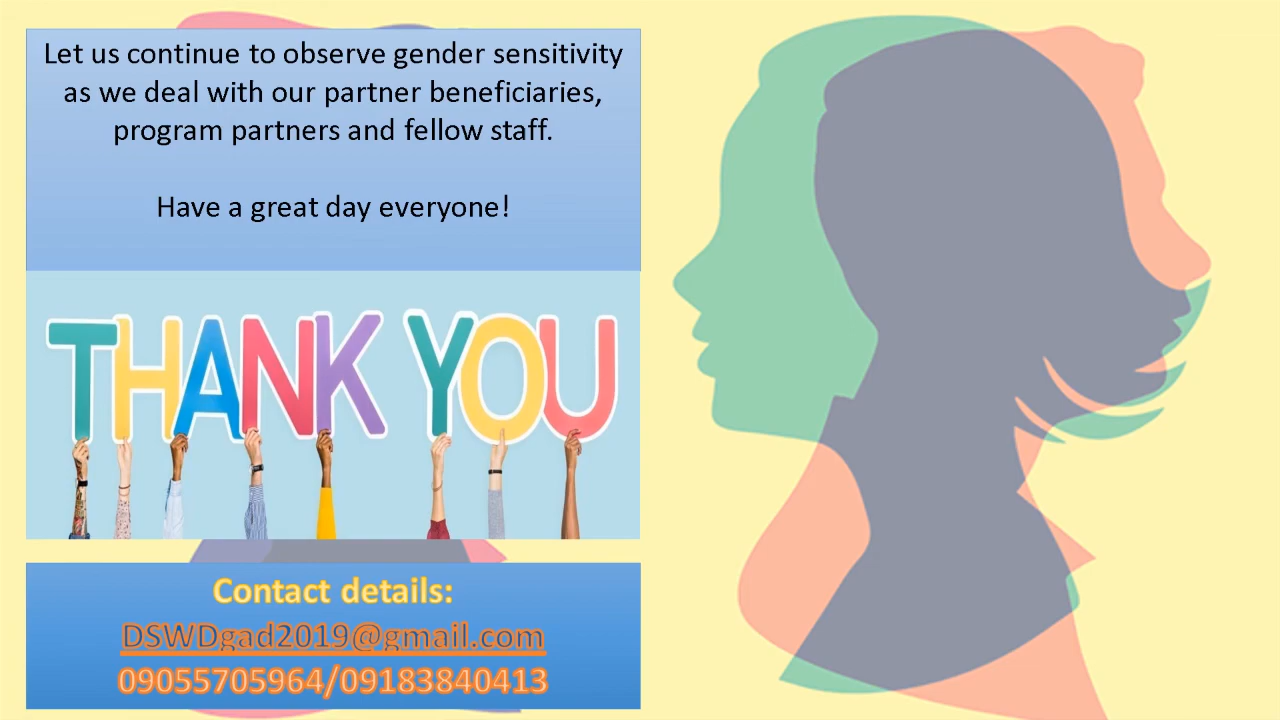 Let us continue to observe gender sensitivity
as we deal with our partner beneficiaries,
program partners and fellow staff.
Have a great day everyone!
THANK YOU
Contact details:
DSWDgad2019@gmail.com
09055705964/09183840413